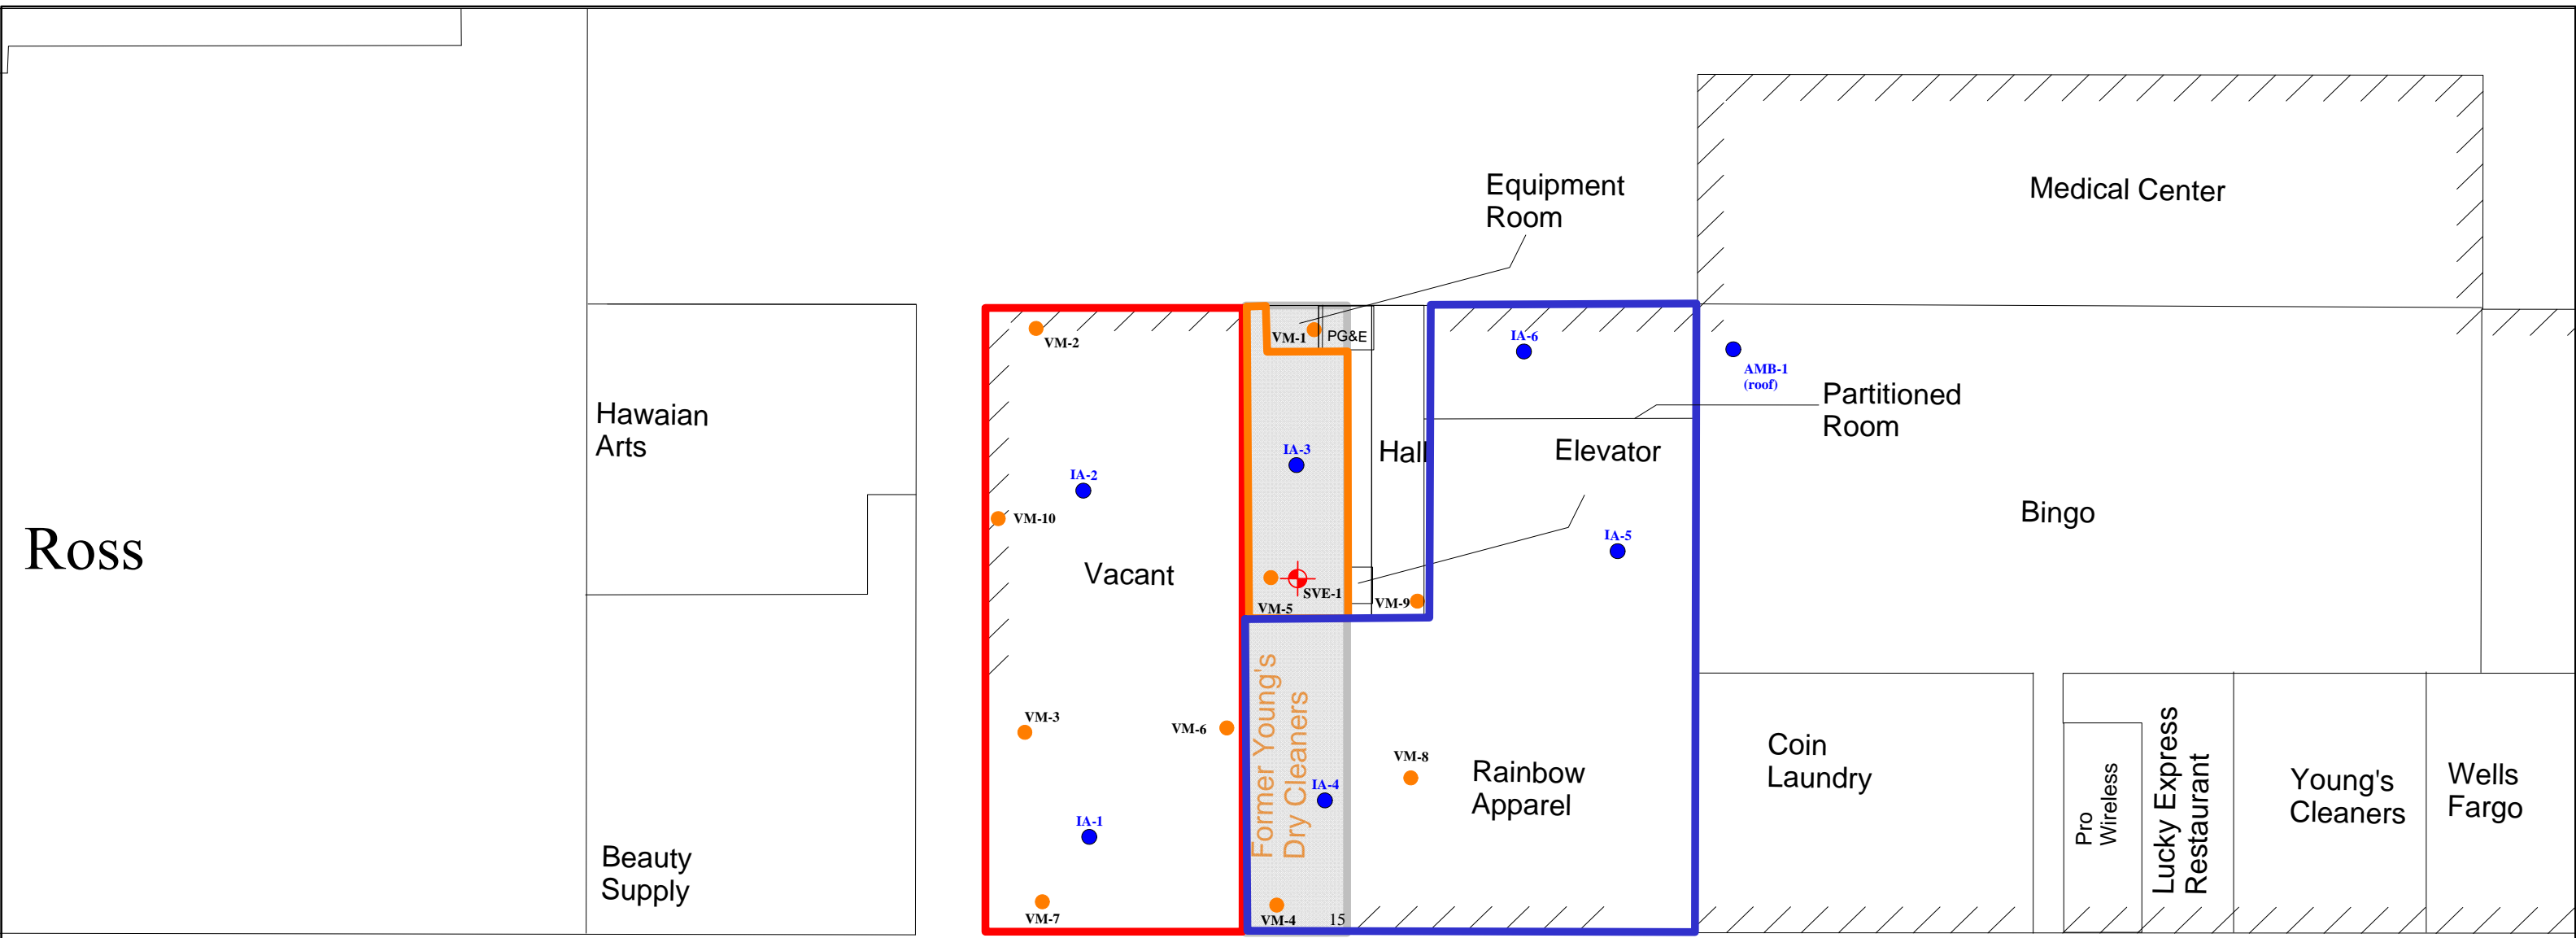 Equipment
Room
Medical Center
VM-2
VM-1
PG&E
IA-6
AMB-1
(roof)
Partitioned
Room
Hawaian
Arts
Hall
Elevator
IA-3
IA-2
VM-10
Ross
Bingo
IA-5
Vacant
SVE-1
VM-5
VM-9
Former Young's
Dry Cleaners
VM-3
VM-6
VM-8
Rainbow
Apparel
IA-4
IA-1
Coin
Laundry
Pro
Wireless
Lucky Express
Restaurant
Young's
Cleaners
Wells
Fargo
Beauty
Supply
VM-7
VM-4
15